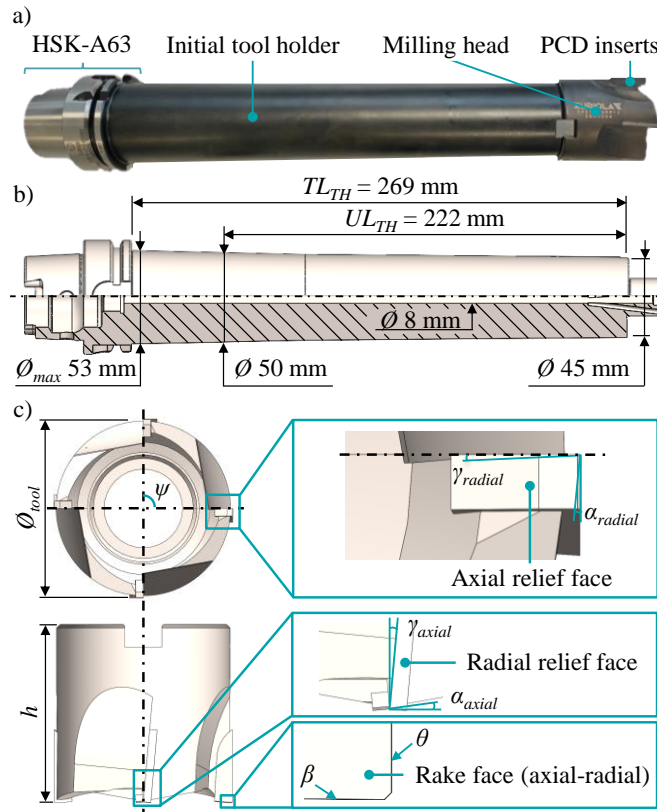 a)
HSK-A63
Initial tool holder
Milling head
PCD inserts
b)
TL_TH = 269 mm
UL_TH = 222 mm
Ø 8 mm
Ø_max 53 mm
Ø 50 mm
Ø 45 mm
c)
Ø_tool
ψ
γ_radial
α_radial
Axial relief face
h
γ_axial
Radial relief face
α_axial
θ
β
Rake face (axial-radial)